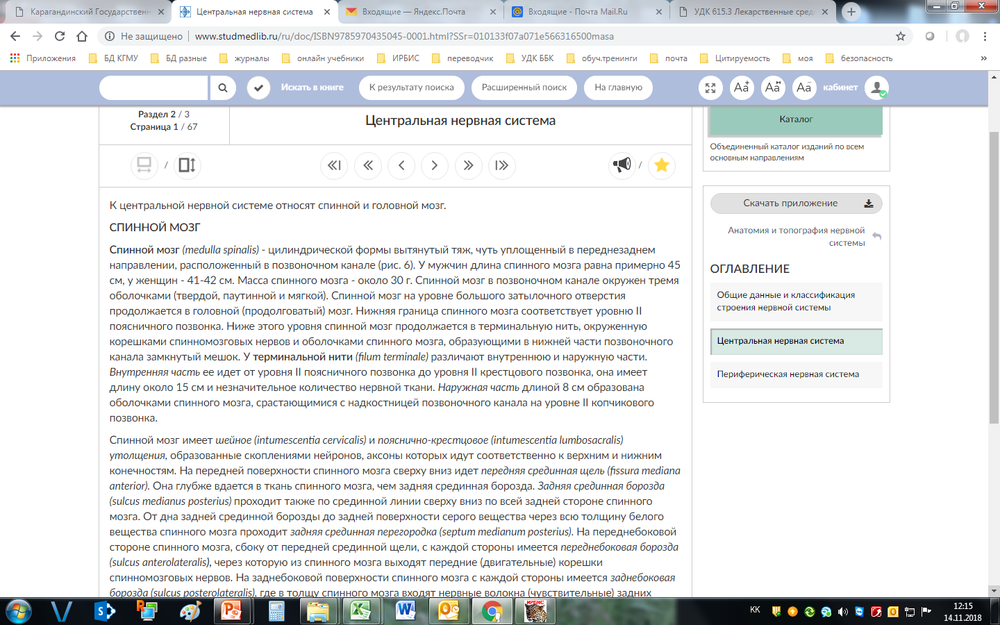 Карагандинский Государствен
Центральная нервная система
Входящие — Яндекс.Почта
Входящие - Почта Mail.Ru
УДК 615.3 Лекарственные сред
Не защищено
www.studmedlib.ru/ru/doc/ISBN9785970435045-0001.html?SSr=010133f07a071e566316500masa
Приложения
БД КГМУ
БД разные
журналы
онлайн учебники
ИРБИС
переводчик
УДК ББК
обуч.тренинги
почта
Цитируемость
моя
безопасность
Искать в книге
К результату поиска
Расширенный поиск
На главную
Aa+
Aa
Aa−
кабинет
Раздел 2 / 3
Страница 1 / 67
Центральная нервная система
К центральной нервной системе относят спинной и головной мозг.
СПИННОЙ МОЗГ
Спинной мозг (medulla spinalis) - цилиндрической формы вытянутый тяж, чуть уплощенный в переднезаднем
направлении, расположенный в позвоночном канале (рис. 6). У мужчин длина спинного мозга равна примерно 45
см, у женщин - 41-42 см. Масса спинного мозга - около 30 г. Спинной мозг в позвоночном канале окружен тремя
оболочками (твердой, паутинной и мягкой). Спинной мозг на уровне большого затылочного отверстия
продолжается в головной (продолговатый) мозг. Нижняя граница спинного мозга соответствует уровню II
поясничного позвонка. Ниже этого уровня спинной мозг продолжается в терминальную нить, окруженную
корешками спинномозговых нервов и оболочками спинного мозга, образующими в нижней части позвоночного
канала замкнутый мешок. У терминальной нити (filum terminale) различают внутреннюю и наружную части.
Внутренняя часть ее идет от уровня II поясничного позвонка до уровня II крестцового позвонка, она имеет
длину около 15 см и незначительное количество нервной ткани. Наружная часть длиной 8 см образована
оболочками спинного мозга, срастающимися с надкостницей позвоночного канала на уровне II копчикового
позвонка.
Спинной мозг имеет шейное (intumescentia cervicalis) и пояснично-крестцовое (intumescentia lumbosacralis)
утолщения, образованные скоплениями нейронов, аксоны которых идут соответственно к верхним и нижним
конечностям. На передней поверхности спинного мозга сверху вниз идет передняя срединная щель (fissura mediana
anterior). Она глубже вдается в ткань спинного мозга, чем задняя срединная борозда. Задняя срединная борозда
(sulcus medianus posterius) проходит также по срединной линии сверху вниз по всей задней стороне спинного
мозга. От дна задней срединной борозды до задней поверхности серого вещества через всю толщину белого
вещества спинного мозга проходит задняя срединная перегородка (septum medianum posterius). На переднебоковой
стороне спинного мозга, сбоку от передней срединной щели, с каждой стороны имеется переднебоковая борозда
(sulcus anterolateralis), через которую из спинного мозга выходят передние (двигательные) корешки
спинномозговых нервов. На заднебоковой поверхности спинного мозга с каждой стороны имеется заднебоковая
борозда (sulcus posterolateralis), где в толщу спинного мозга входят нервные волокна (чувствительные) задних
Каталог
Объединенный каталог изданий по всем
основным направлениям
Скачать приложение
Анатомия и топография нервной
системы
ОГЛАВЛЕНИЕ
Общие данные и классификация
строения нервной системы
Центральная нервная система
Периферическая нервная система
KK
12:15
14.11.2018